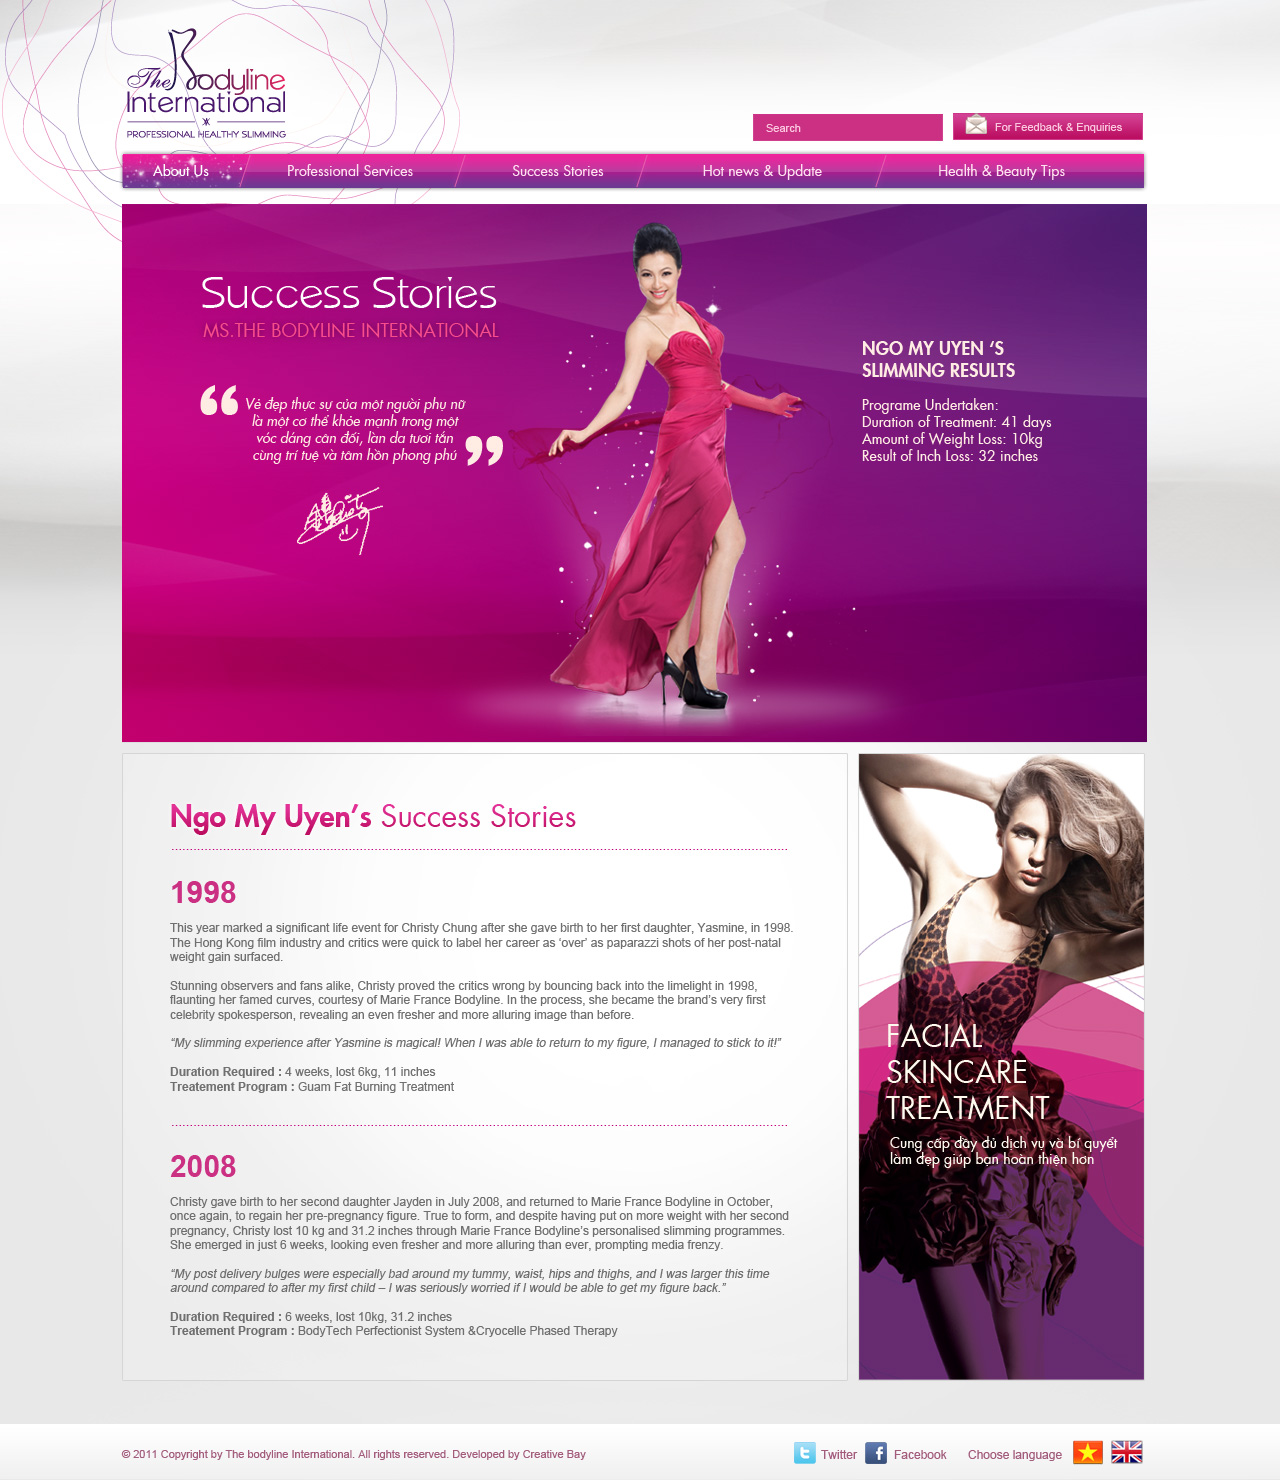 The Bodyline
International
PROFESSIONAL HEALTHY SLIMMING
Search
For Feedback & Enquiries
About Us
Professional Services
Success Stories
Hot news & Update
Health & Beauty Tips
Success Stories
MS.THE BODYLINE INTERNATIONAL
“ Vẻ đẹp thực sự của một người phụ nữ
là một cơ thể khỏe mạnh trong một
vóc dáng cân đối, làn da tươi tắn
cùng trí tuệ và tâm hồn phong phú ”
NGO MY UYEN ‘S
SLIMMING RESULTS
Programe Undertaken:
Duration of Treatment: 41 days
Amount of Weight Loss: 10kg
Result of Inch Loss: 32 inches
Ngo My Uyen’s Success Stories
1998
This year marked a significant life event for Christy Chung after she gave birth to her first daughter, Yasmine, in 1998.
The Hong Kong film industry and critics were quick to label her career as ‘over’ as paparazzi shots of her post-natal
weight gain surfaced.
Stunning observers and fans alike, Christy proved the critics wrong by bouncing back into the limelight in 1998,
flaunting her famed curves, courtesy of Marie France Bodyline. In the process, she became the brand’s very first
celebrity spokesperson, revealing an even fresher and more alluring image than before.
“My slimming experience after Yasmine is magical! When I was able to return to my figure, I managed to stick to it!”
Duration Required : 4 weeks, lost 6kg, 11 inches
Treatement Program : Guam Fat Burning Treatment
2008
Christy gave birth to her second daughter Jayden in July 2008, and returned to Marie France Bodyline in October,
once again, to regain her pre-pregnancy figure. True to form, and despite having put on more weight with her second
pregnancy, Christy lost 10 kg and 31.2 inches through Marie France Bodyline’s personalised slimming programmes.
She emerged in just 6 weeks, looking even fresher and more alluring than ever, prompting media frenzy.
“My post delivery bulges were especially bad around my tummy, waist, hips and thighs, and I was larger this time
around compared to after my first child – I was seriously worried if I would be able to get my figure back.”
Duration Required : 6 weeks, lost 10kg, 31.2 inches
Treatement Program : BodyTech Perfectionist System &Cryocelle Phased Therapy
FACIAL
SKINCARE
TREATMENT
Cung cấp đầy đủ dịch vụ và bí quyết
làm đẹp giúp bạn hoàn thiện hơn
© 2011 Copyright by The bodyline International. All rights reserved. Developed by Creative Bay
Twitter
Facebook
Choose language